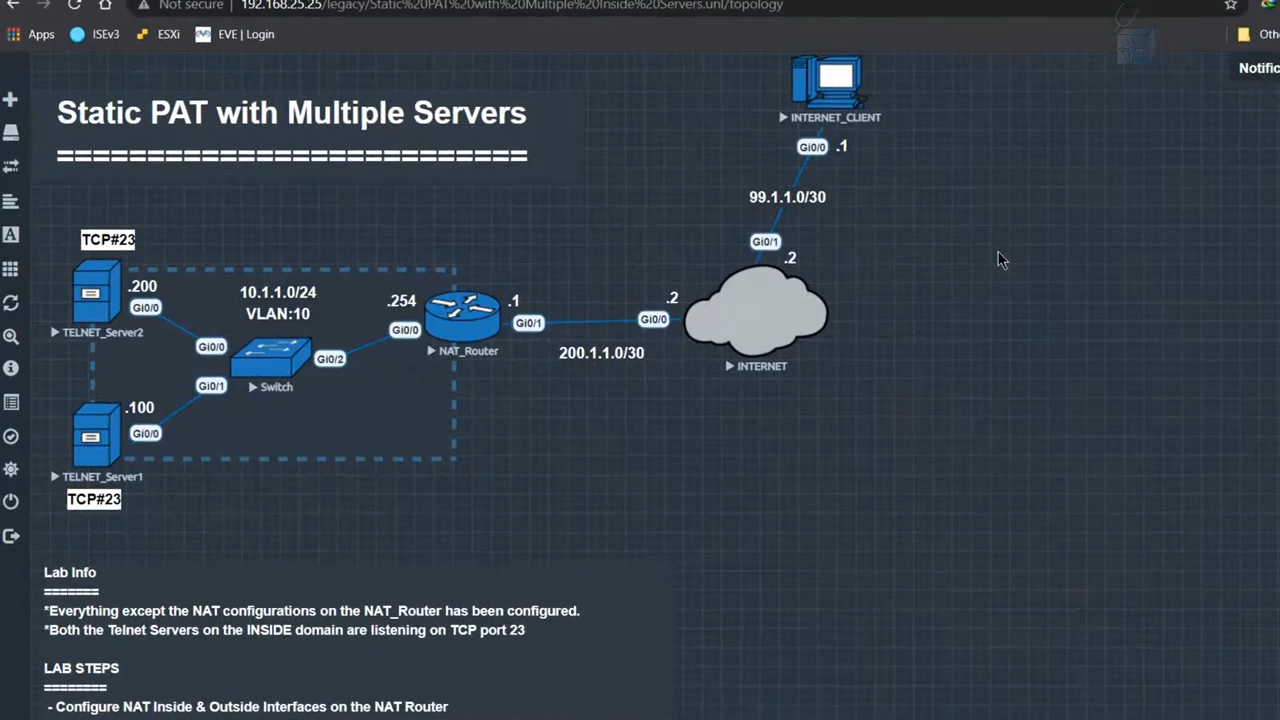 Not secure
192.168.25.25/legacy/Static%20PAT%20with%20Multiple%20Inside%20Servers.unl/topology
Apps
ISEv3
ESXi
EVE | Login
Static PAT with Multiple Servers
==============================
INTERNET_CLIENT
Gi0/0
.1
99.1.1.0/30
Gi0/1
.2
TCP#23
.200
Gi0/0
TELNET_Server2
10.1.1.0/24
VLAN:10
.254
Gi0/0
.1
Gi0/1
NAT_Router
.2
Gi0/0
200.1.1.0/30
INTERNET
Gi0/0
Gi0/1
Gi0/2
Switch
.100
Gi0/0
TELNET_Server1
TCP#23
Lab Info
=======
*Everything except the NAT configurations on the NAT_Router has been configured.
*Both the Telnet Servers on the INSIDE domain are listening on TCP port 23
LAB STEPS
========
- Configure NAT Inside & Outside Interfaces on the NAT Router